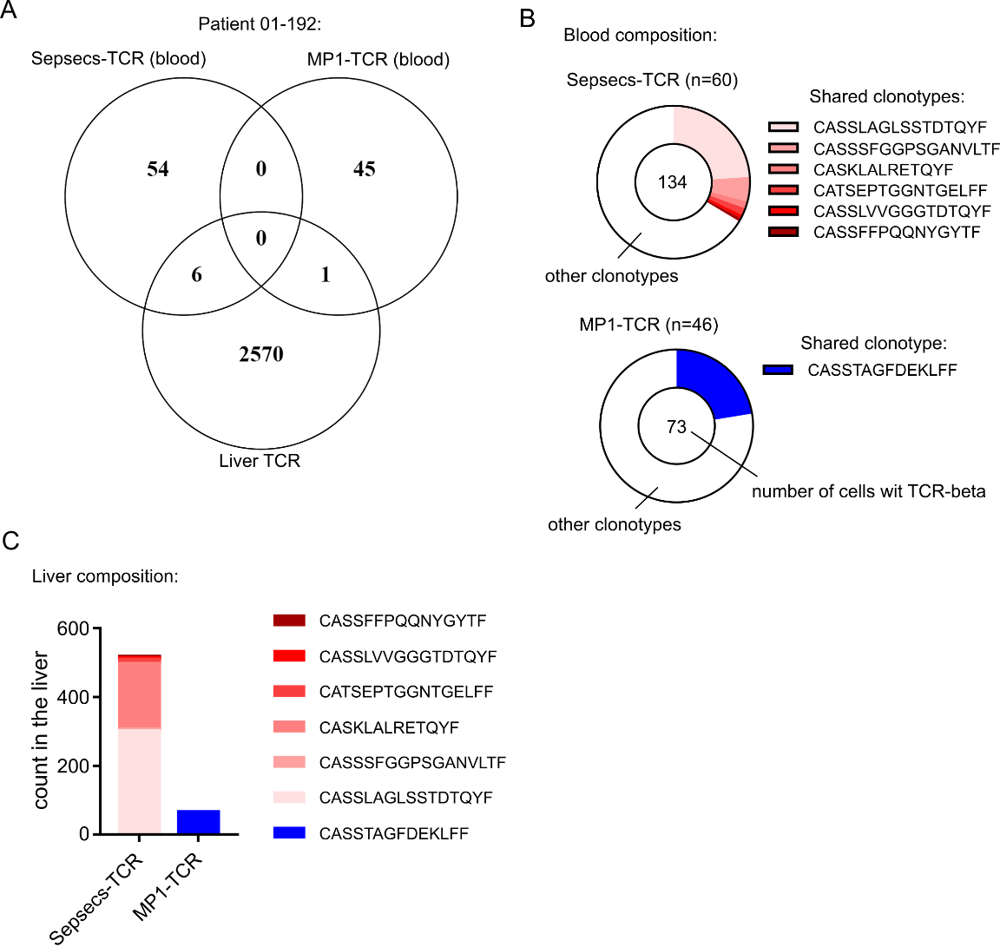 A
Patient 01-192:
Sepsecs-TCR (blood)
MP1-TCR (blood)
54
0
45
0
6
1
2570
Liver TCR
B
Blood composition:
Sepsecs-TCR (n=60)
134
other clonotypes
Shared clonotypes:
CASSLAGLSSTDTQYF
CASSSFGGPSGANVLTF
CASKLALRETQYF
CATSEPTGGNTGELFF
CASSLVVGGGTDTQYF
CASSFFPQQNYGYTF
MP1-TCR (n=46)
73
Shared clonotype:
CASSTAGFDEKLFF
number of cells wit TCR-beta
other clonotypes
C
Liver composition:
count in the liver
600
400
200
0
Sepsecs-TCR
MP1-TCR
CASSFFPQQNYGYTF
CASSLVVGGGTDTQYF
CATSEPTGGNTGELFF
CASKLALRETQYF
CASSSFGGPSGANVLTF
CASSLAGLSSTDTQYF
CASSTAGFDEKLFF